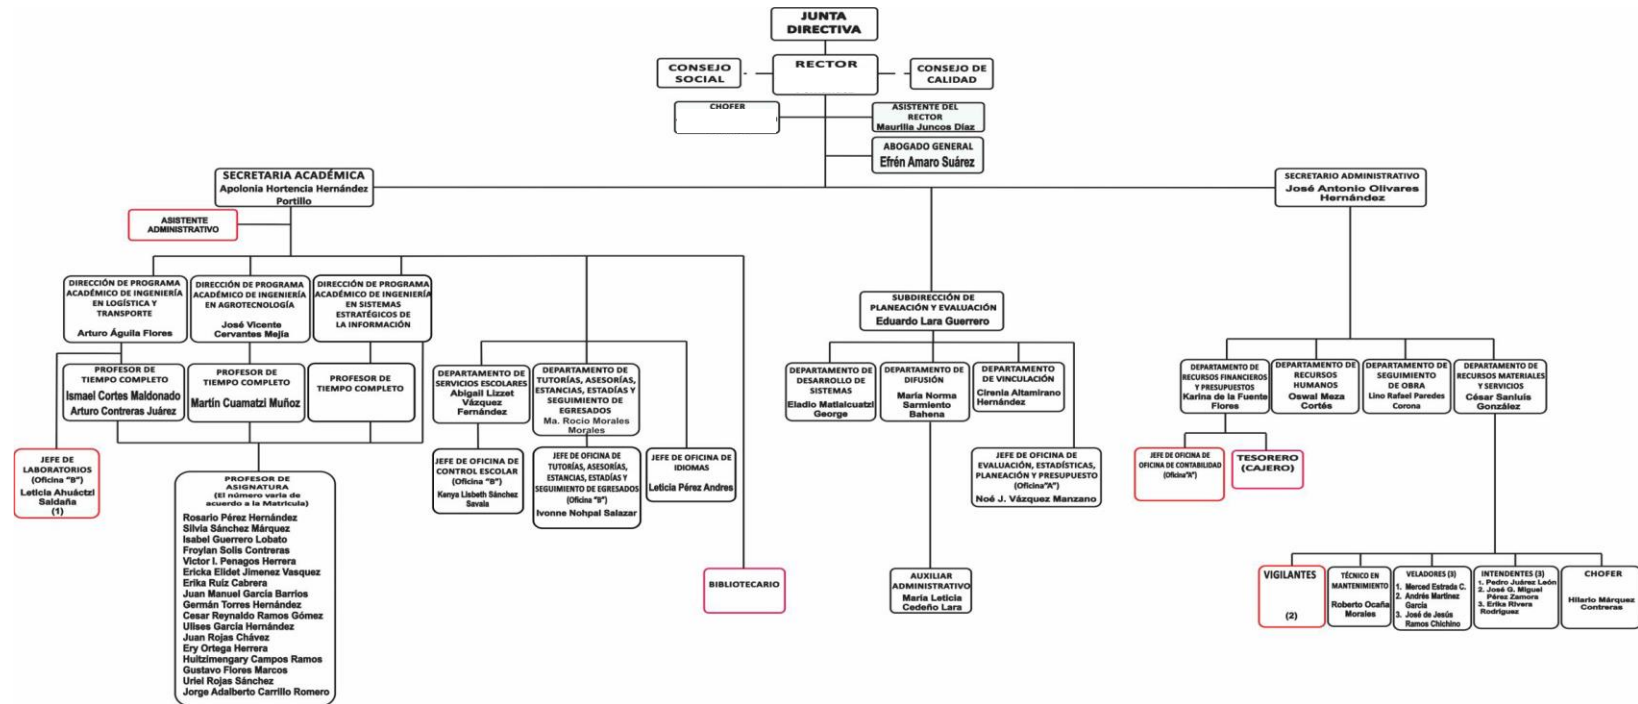 JUNTA
DIRECTIVA
CONSEJO
SOCIAL
RECTOR
CONSEJO DE
CALIDAD
CHOFER
ASISTENTE DEL
RECTOR
Maurilia Juncos Díaz
ABOGADO GENERAL
Efrén Amaro Suárez
SECRETARIA ACADÉMICA
Apolonia Hortencia Hernández
Portillo
SECRETARIO ADMINISTRATIVO
José Antonio Olivares
Hernández
ASISTENTE
ADMINISTRATIVO
DIRECCIÓN DE PROGRAMA
ACADÉMICO DE INGENIERÍA
EN LOGÍSTICA Y
TRANSPORTE
Arturo Águila Flores
DIRECCIÓN DE PROGRAMA
ACADÉMICO DE INGENIERÍA
EN AGROTECNOLOGÍA
José Vicente
Cervantes Mejía
DIRECCIÓN DE PROGRAMA
ACADÉMICO DE INGENIERÍA
EN SISTEMAS
ESTRATÉGICOS DE
LA INFORMACIÓN
SUBDIRECCIÓN DE
PLANEACIÓN Y EVALUACIÓN
Eduardo Lara Guerrero
PROFESOR DE
TIEMPO COMPLETO
Ismael Cortes Maldonado
Arturo Contreras Juárez
PROFESOR DE
TIEMPO COMPLETO
Martín Cuamatzi Muñoz
PROFESOR DE
TIEMPO COMPLETO
DEPARTAMENTO DE
SERVICIOS ESCOLARES
Abigail Lizzet
Vázquez
Fernández
DEPARTAMENTO DE
TUTORÍAS, ASESORÍAS,
ESTANCIAS, ESTADÍAS Y
SEGUIMIENTO DE
EGRESADOS
Ma. Rocio Morales
Morales
DEPARTAMENTO DE
DESARROLLO DE
SISTEMAS
Eladio Matlalcuatzi
George
DEPARTAMENTO DE
DIFUSIÓN
María Norma
Sarmiento
Bahena
DEPARTAMENTO
DE VINCULACIÓN
Cirenia Altamirano
Hernández
DEPARTAMENTO DE
RECURSOS FINANCIEROS
Y PRESUPUESTOS
Karina de la Fuente
Flores
DEPARTAMENTO DE
RECURSOS
HUMANOS
Oswal Meza
Cortés
DEPARTAMENTO DE
SEGUIMIENTO
DE OBRA
Lino Rafael Paredes
Corona
DEPARTAMENTO DE
RECURSOS MATERIALES
Y SERVICIOS
César Sanluis
González
JEFE DE
LABORATORIOS
(Oficina "B")
Leticia Ahuáctzi
Saldaña
(1)
PROFESOR DE
ASIGNATURA
(El número varia de
acuerdo a la Matricula)
Rosario Pérez Hernández
Silvia Sánchez Márquez
Isabel Guerrero Lobato
Froylan Solis Contreras
Victor I. Penagos Herrera
Ericka Elidet Jimenez Vasquez
Erika Ruíz Cabrera
Juan Manuel García Barrios
Germán Torres Hernández
Cesar Reynaldo Ramos Gómez
Ulises García Hernández
Juan Rojas Chávez
Ery Ortega Herrera
Huitzimengary Campos Ramos
Gustavo Flores Marcos
Uriel Rojas Sánchez
Jorge Adalberto Carrillo Romero
JEFE DE OFICINA DE
CONTROL ESCOLAR
(Oficina "B")
Kenya Lisbeth Sánchez
Savala
JEFE DE OFICINA DE
TUTORÍAS, ASESORÍAS,
ESTANCIAS, ESTADÍAS Y
SEGUIMIENTO DE EGRESADOS
(Oficina "B")
Ivonne Nohpal Salazar
JEFE DE OFICINA DE
IDIOMAS
Leticia Pérez Andres
JEFE DE OFICINA DE
EVALUACIÓN, ESTADÍSTICAS,
PLANEACIÓN Y PRESUPUESTO
(Oficina"A")
Noé J. Vázquez Manzano
JEFE DE OFICINA DE
OFICINA DE CONTABILIDAD
(Oficina"A")
TESORERO
(CAJERO)
BIBLIOTECARIO
AUXILIAR
ADMINISTRATIVO
María Leticia
Cedeño Lara
VIGILANTES
(2)
TÉCNICO EN
MANTENIMIENTO
Roberto Ocaña
Morales
VELADORES (3)
1. Merced Estrada C.
2. Andrés Martínez
García
3. José de Jesús
Ramos Chichino
INTENDENTES (3)
1. Pedro Juárez León
2. José G. Miguel
Pérez Zamora
3. Erika Rivera
Rodriguez
CHOFER
Hilario Márquez
Contreras